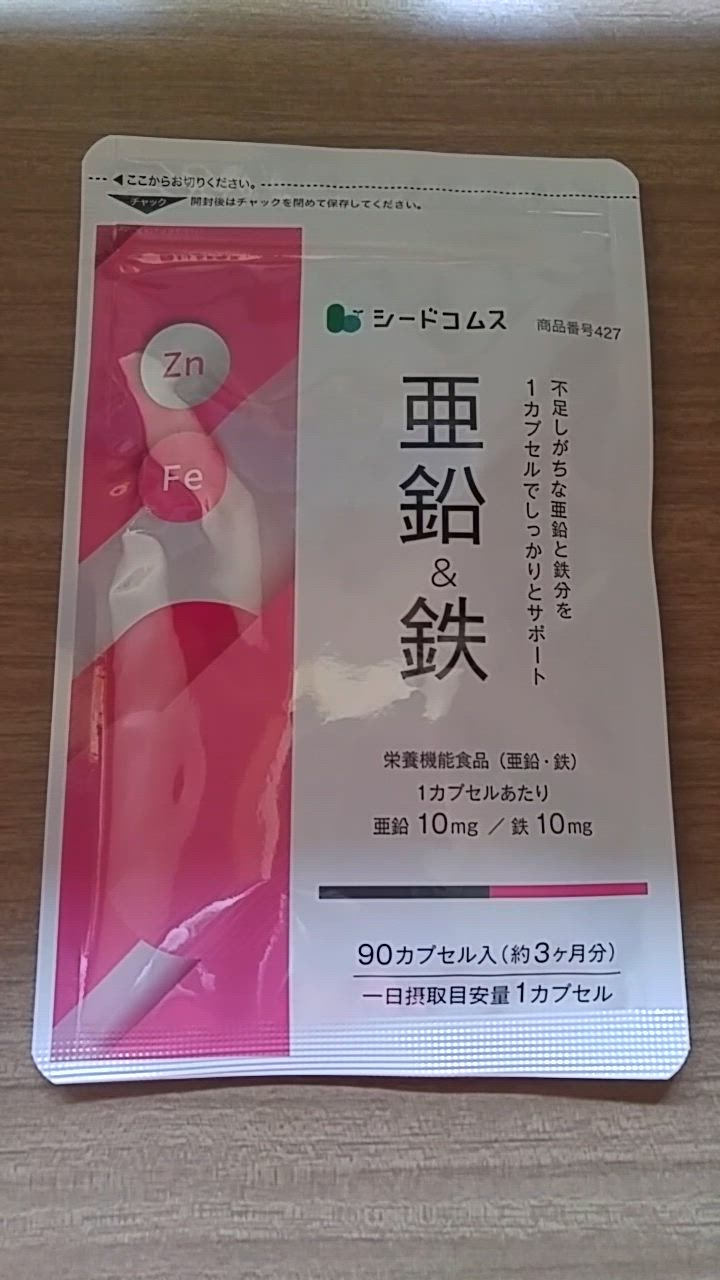 ◀ここからお切りください。
チャック
開封後はチャックを閉めて保存してください。
Zn
Fe
シードコムス
商品番号427
不足しがちな亜鉛と鉄分を
1カプセルでしっかりとサポート
亜鉛&鉄
栄養機能食品（亜鉛・鉄）
1カプセルあたり
亜鉛 10mg ／ 鉄 10mg
90カプセル入（約3ヶ月分）
一日摂取目安量1カプセル